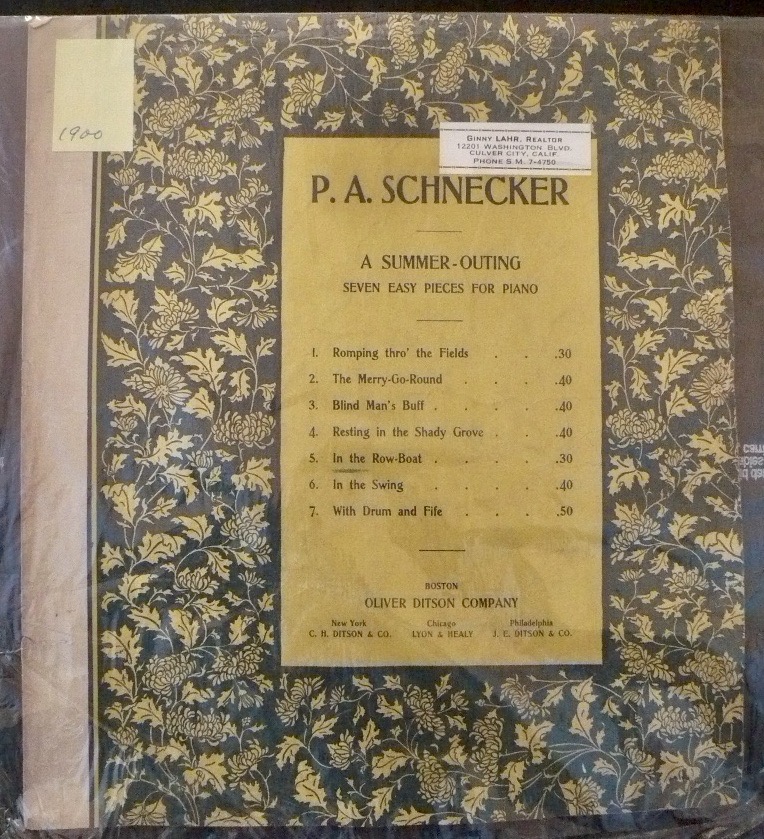 1900
GINNY LAHR, REALTOR
12201 WASHINGTON BLVD.
CULVER CITY, CALIF.
PHONE S.M. 7-4750
P. A. SCHNECKER
A SUMMER-OUTING
SEVEN EASY PIECES FOR PIANO
1. Romping thro' the Fields . . .30
2. The Merry-Go-Round . . . .40
3. Blind Man's Buff . . . . .40
4. Resting in the Shady Grove . . .40
5. In the Row-Boat . . . . .30
6. In the Swing . . . . .40
7. With Drum and Fife . . . .50
BOSTON
OLIVER DITSON COMPANY
New York Chicago Philadelphia
C. H. DITSON & CO. LYON & HEALY J. E. DITSON & CO.